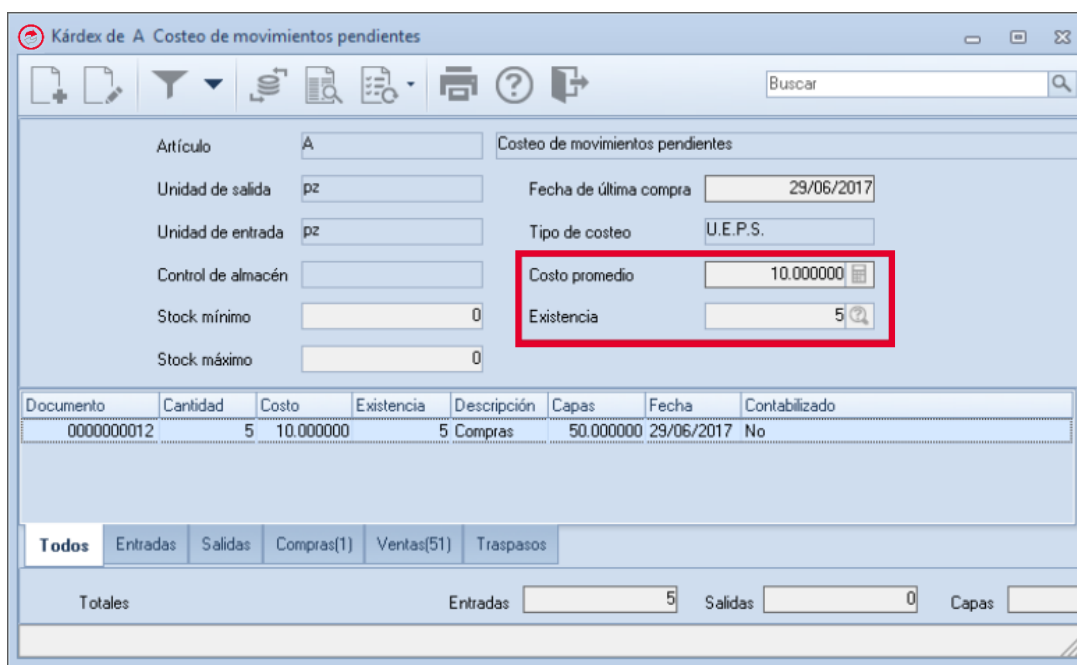 Kárdex de A Costeo de movimientos pendientes
Buscar
Artículo A Costeo de movimientos pendientes
Unidad de salida pz Fecha de última compra 29/06/2017
Unidad de entrada pz Tipo de costeo U.E.P.S.
Control de almacén Costo promedio 10.000000
Stock mínimo 0 Existencia 5
Stock máximo 0
Documento Cantidad Costo Existencia Descripción Capas Fecha Contabilizado
0000000012 5 10.000000 5 Compras 50.000000 29/06/2017 No
Todos Entradas Salidas Compras(1) Ventas(51) Traspasos
Totales Entradas 5 Salidas 0 Capas